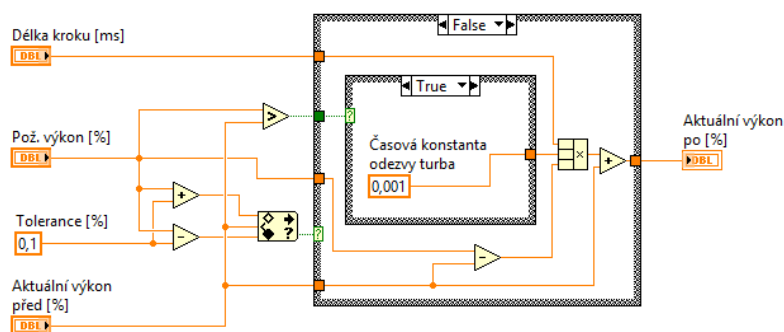 False
Délka kroku [ms]
DBL
True
Aktuální výkon
po [%]
DBL
Pož. výkon [%]
DBL
>
?
Časová konstanta
odezvy turba
0,001
×
+
+
Tolerance [%]
0,1
−
?
?
−
Aktuální výkon
před [%]
DBL